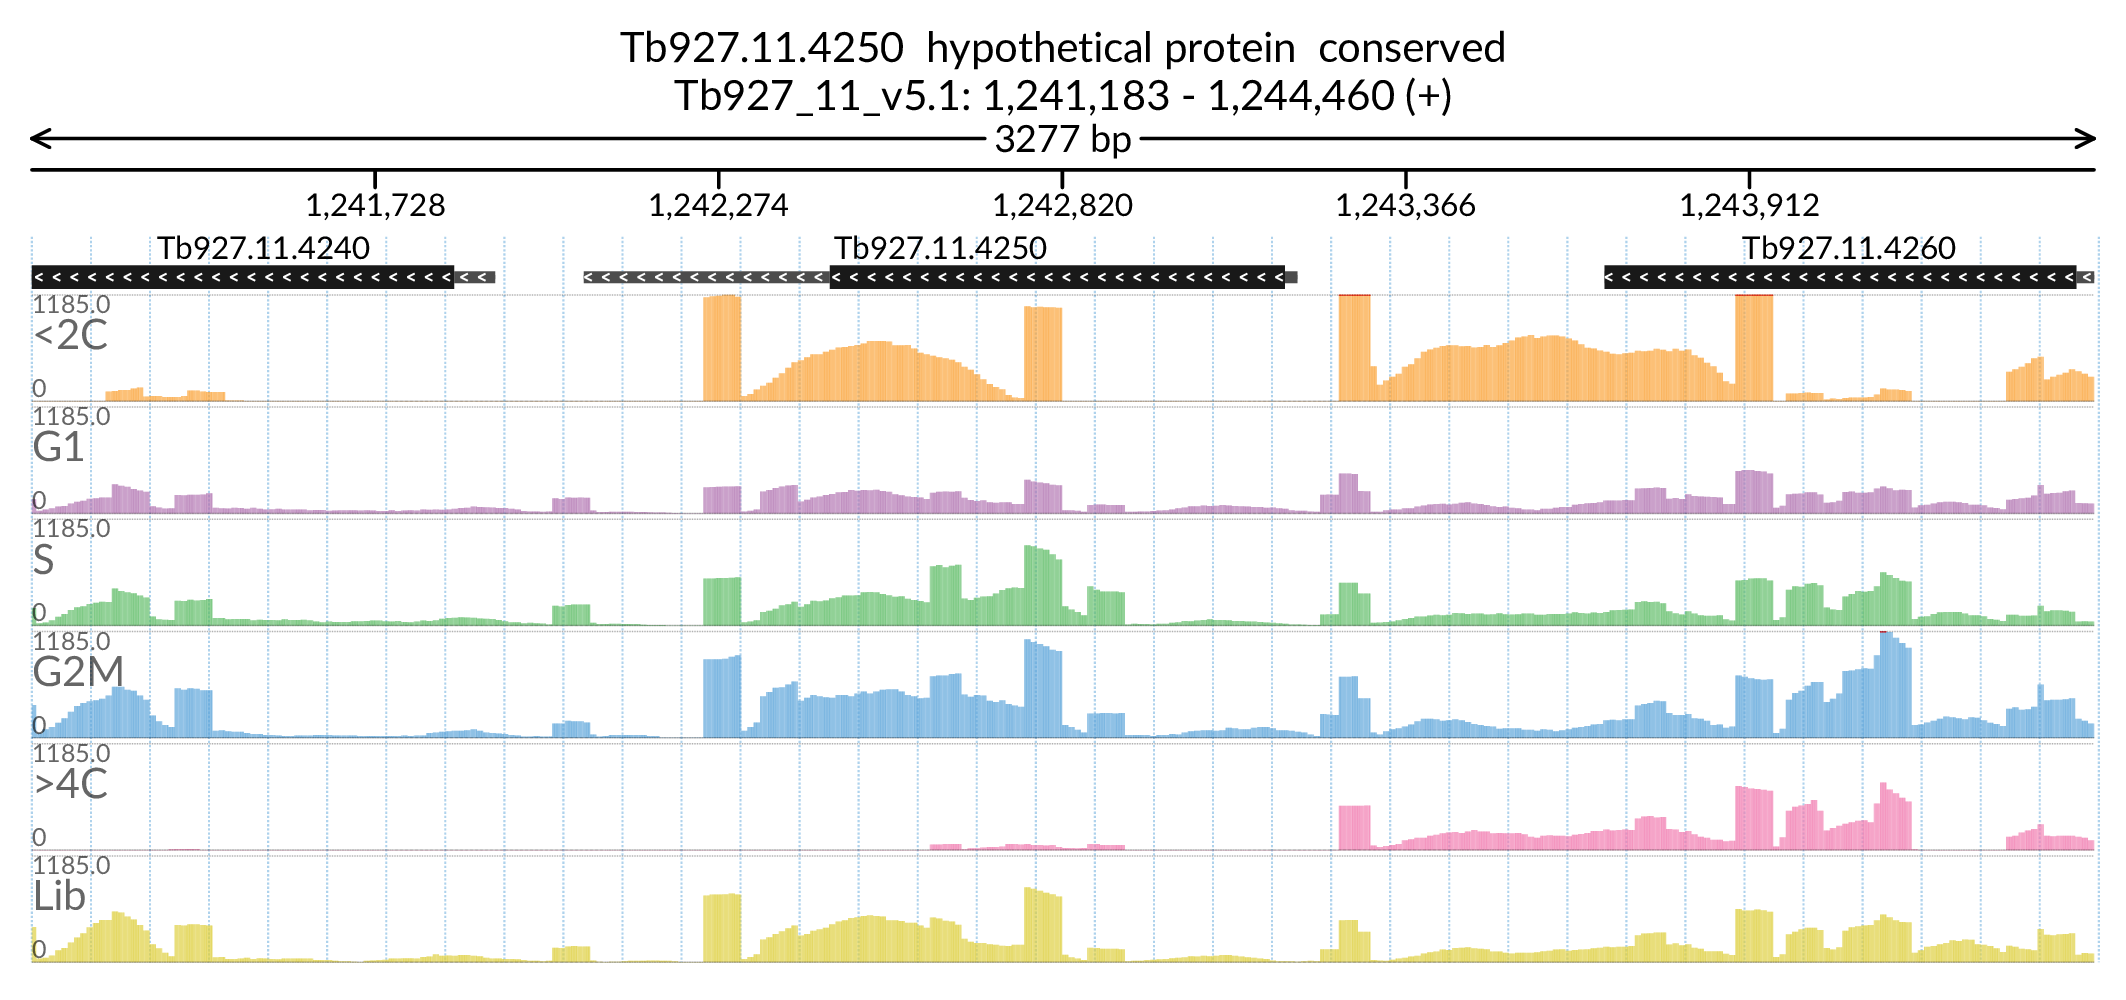 Tb927.11.4250 hypothetical protein conserved
Tb927_11_v5.1: 1,241,183 - 1,244,460 (+)
3277 bp
1,241,728 1,242,274 1,242,820 1,243,366 1,243,912
Tb927.11.4240 Tb927.11.4250 Tb927.11.4260
1185.0
<2C
0
1185.0
G1
0
1185.0
S
0
1185.0
G2M
0
1185.0
>4C
0
1185.0
Lib
0